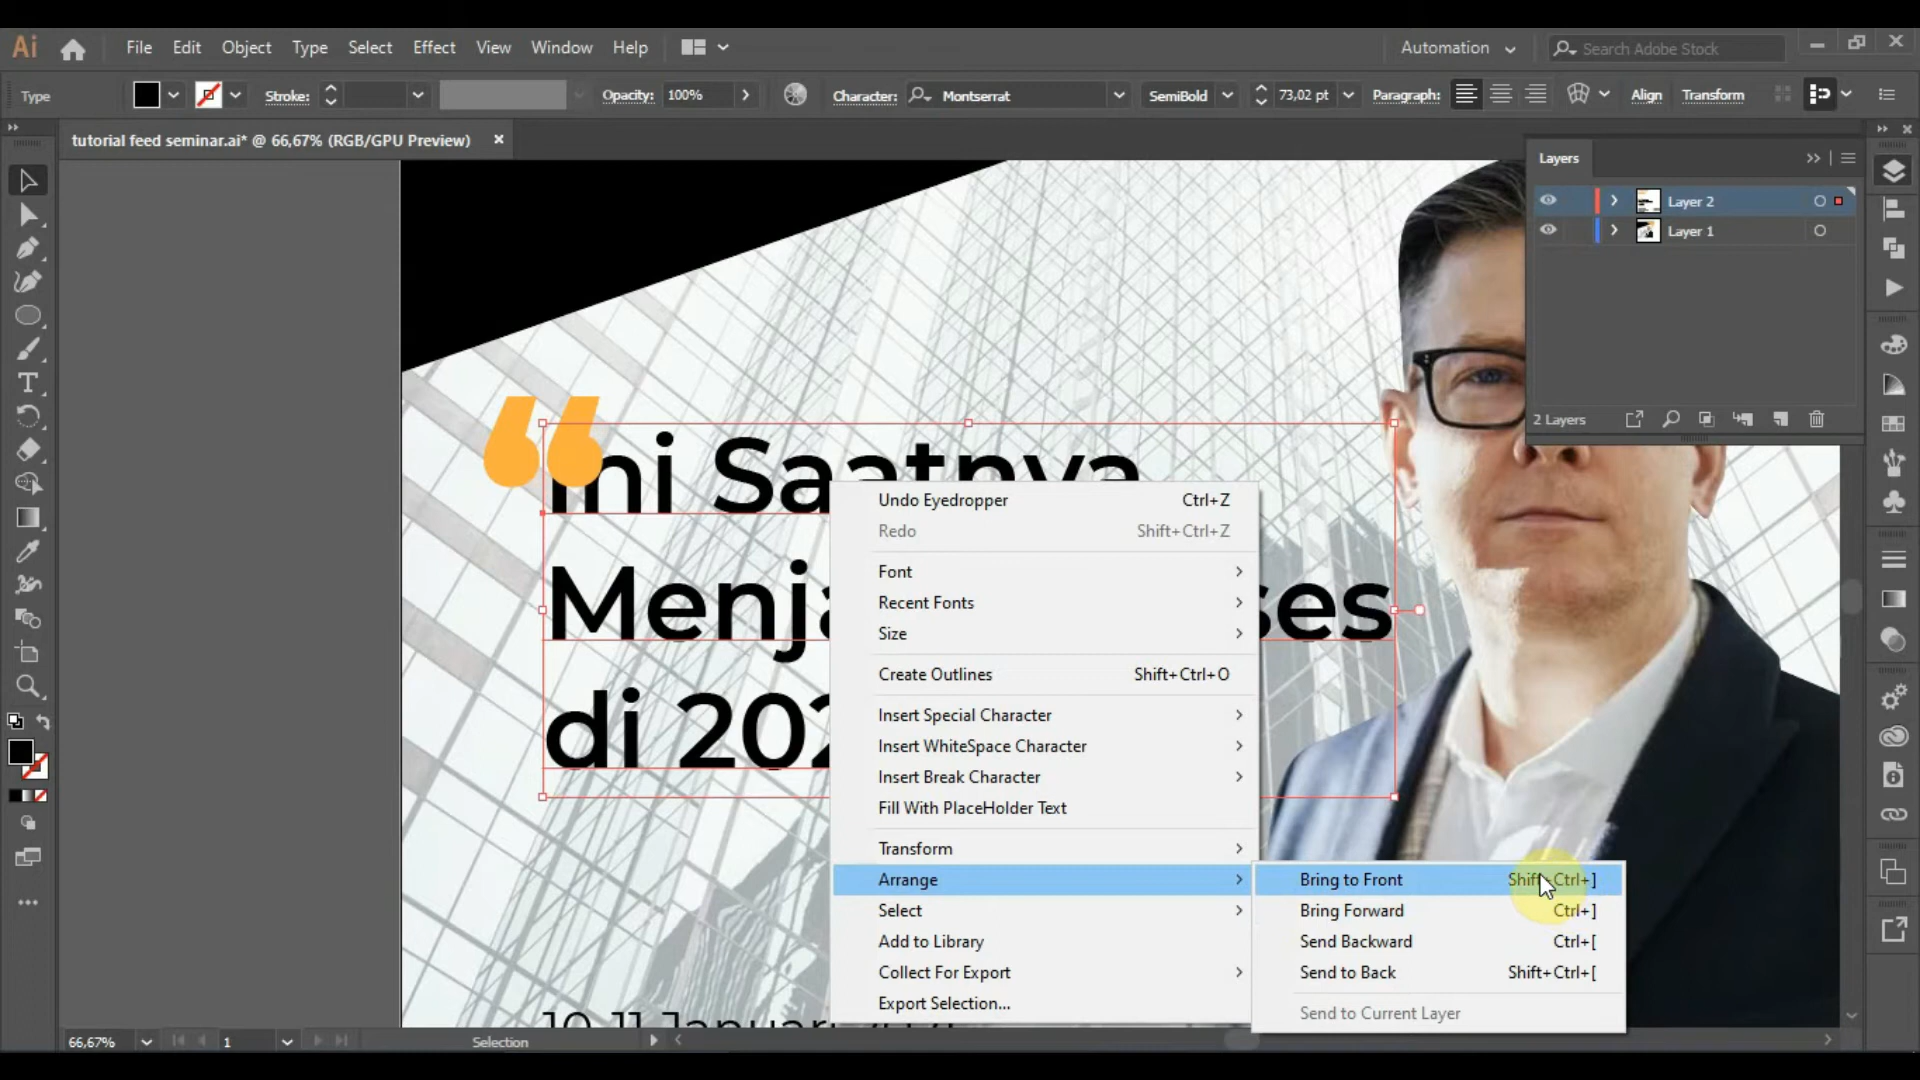 Ai File Edit Object Type Select Effect View Window Help Automation Search Adobe Stock
Type Stroke: Opacity: 100% Character: Montserrat SemiBold 73,02 pt Paragraph: Align Transform
tutorial feed seminar.ai* @ 66,67% (RGB/GPU Preview)
Layers
Layer 2
Layer 1
2 Layers
“
Ini Saatnya
Undo Eyedropper Ctrl+Z
Redo Shift+Ctrl+Z
Font
Recent Fonts
Size
Create Outlines Shift+Ctrl+O
Insert Special Character
Insert WhiteSpace Character
Insert Break Character
Fill With PlaceHolder Text
Transform
Arrange
Select
Add to Library
Collect For Export
Export Selection...
Bring to Front Shift+Ctrl+]
Bring Forward Ctrl+]
Send Backward Ctrl+[
Send to Back Shift+Ctrl+[
Send to Current Layer
di
10-11 Januari
66,67% 1 Selection